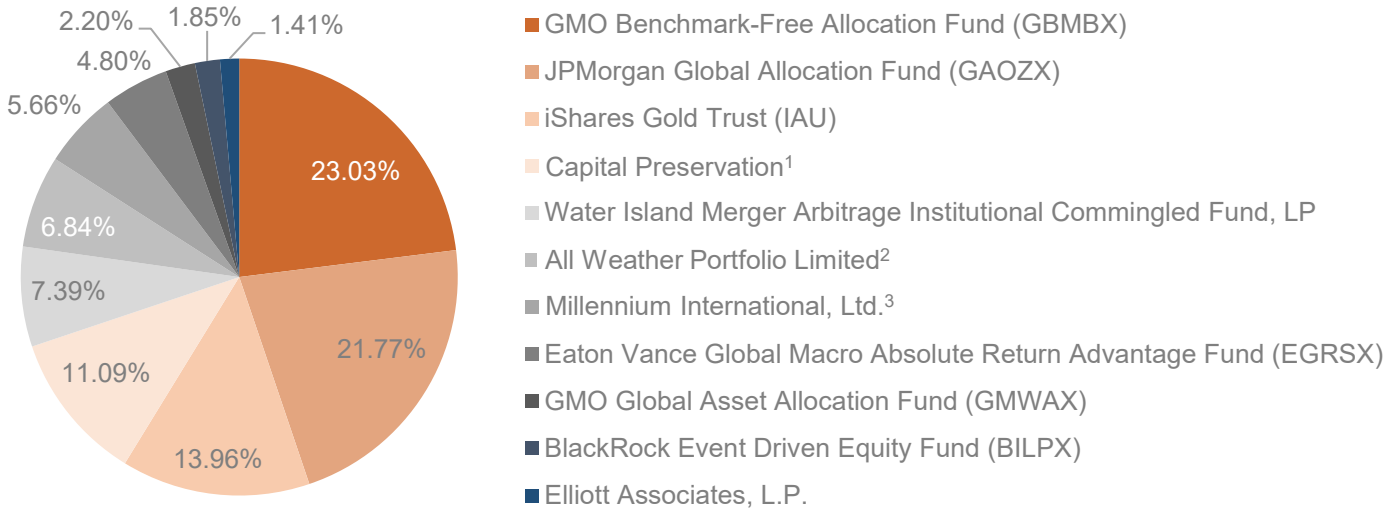 2.20%
1.85%
1.41%
4.80%
5.66%
6.84%
7.39%
11.09%
13.96%
21.77%
23.03%
GMO Benchmark-Free Allocation Fund (GBMBX)
JPMorgan Global Allocation Fund (GAOZX)
iShares Gold Trust (IAU)
Capital Preservation¹
Water Island Merger Arbitrage Institutional Commingled Fund, LP
All Weather Portfolio Limited²
Millennium International, Ltd.³
Eaton Vance Global Macro Absolute Return Advantage Fund (EGRSX)
GMO Global Asset Allocation Fund (GMWAX)
BlackRock Event Driven Equity Fund (BILPX)
Elliott Associates, L.P.